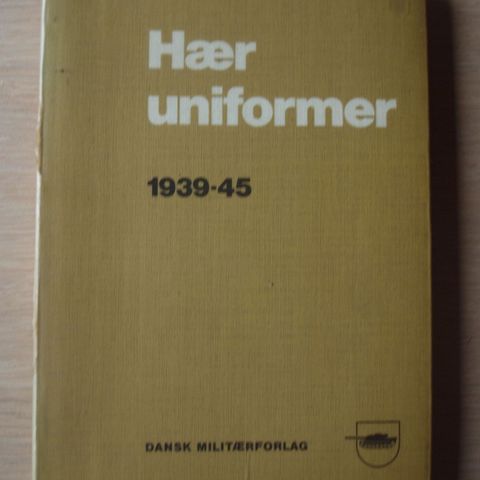 Hær
uniformer
1939-45
DANSK MILITÆRFORLAG